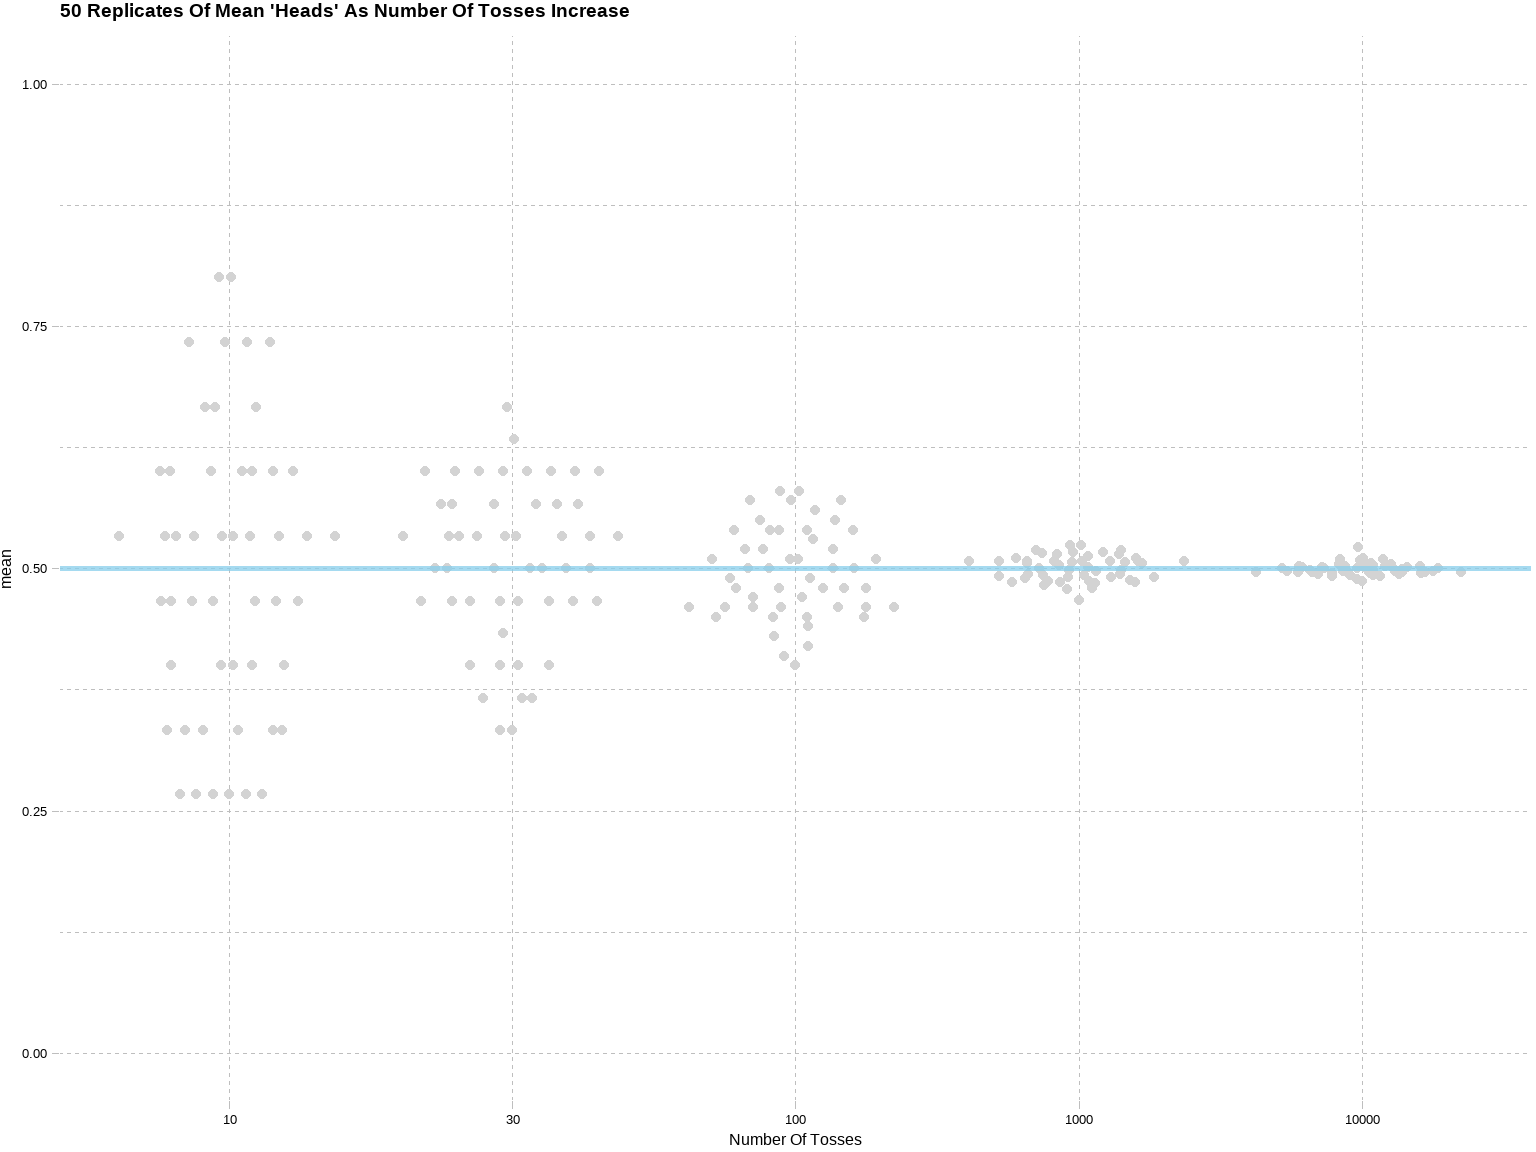 50 Replicates Of Mean 'Heads' As Number Of Tosses Increase
1.00
0.75
0.50
0.25
0.00
mean
10 30 100 1000 10000
Number Of Tosses